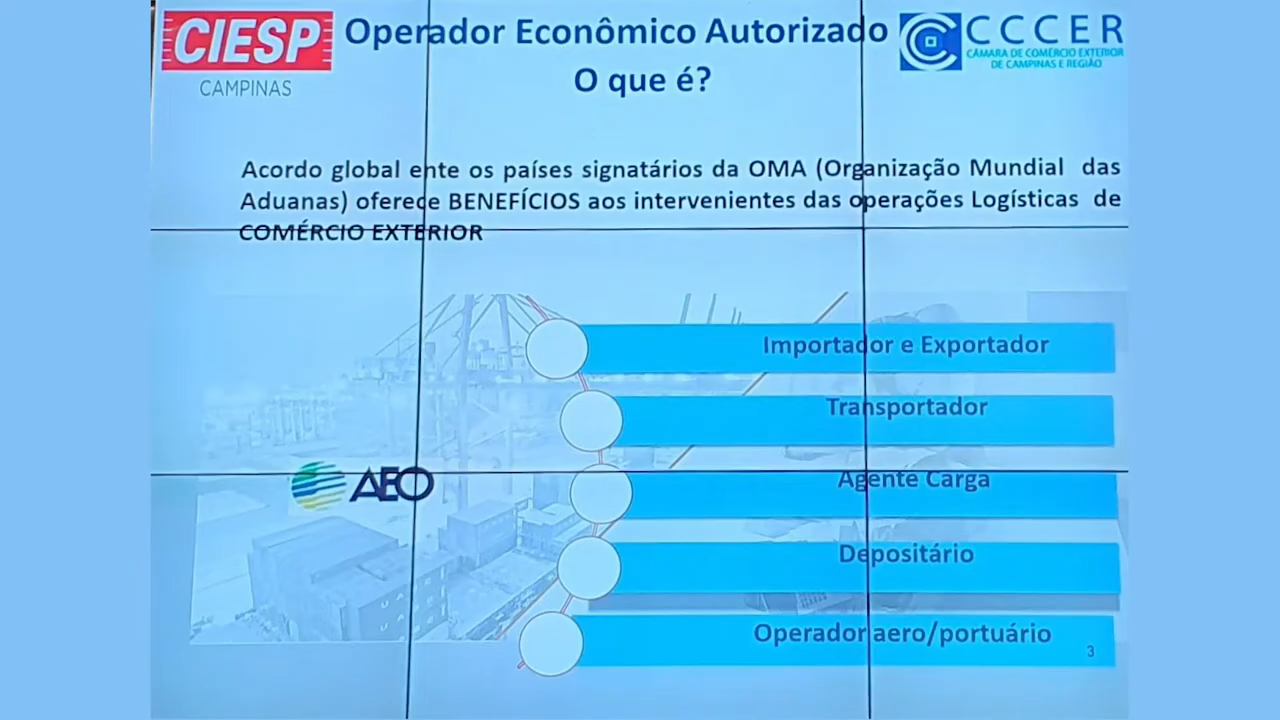 CIESP
CAMPINAS
Operador Econômico Autorizado
O que é?
CCCER
CÂMARA DE COMÉRCIO EXTERIOR
DE CAMPINAS E REGIÃO
Acordo global ente os países signatários da OMA (Organização Mundial das
Aduanas) oferece BENEFÍCIOS aos intervenientes das operações Logísticas de
COMÉRCIO EXTERIOR
Importador e Exportador
Transportador
Agente Carga
AEO
Depositário
Operador aero/portuário
3